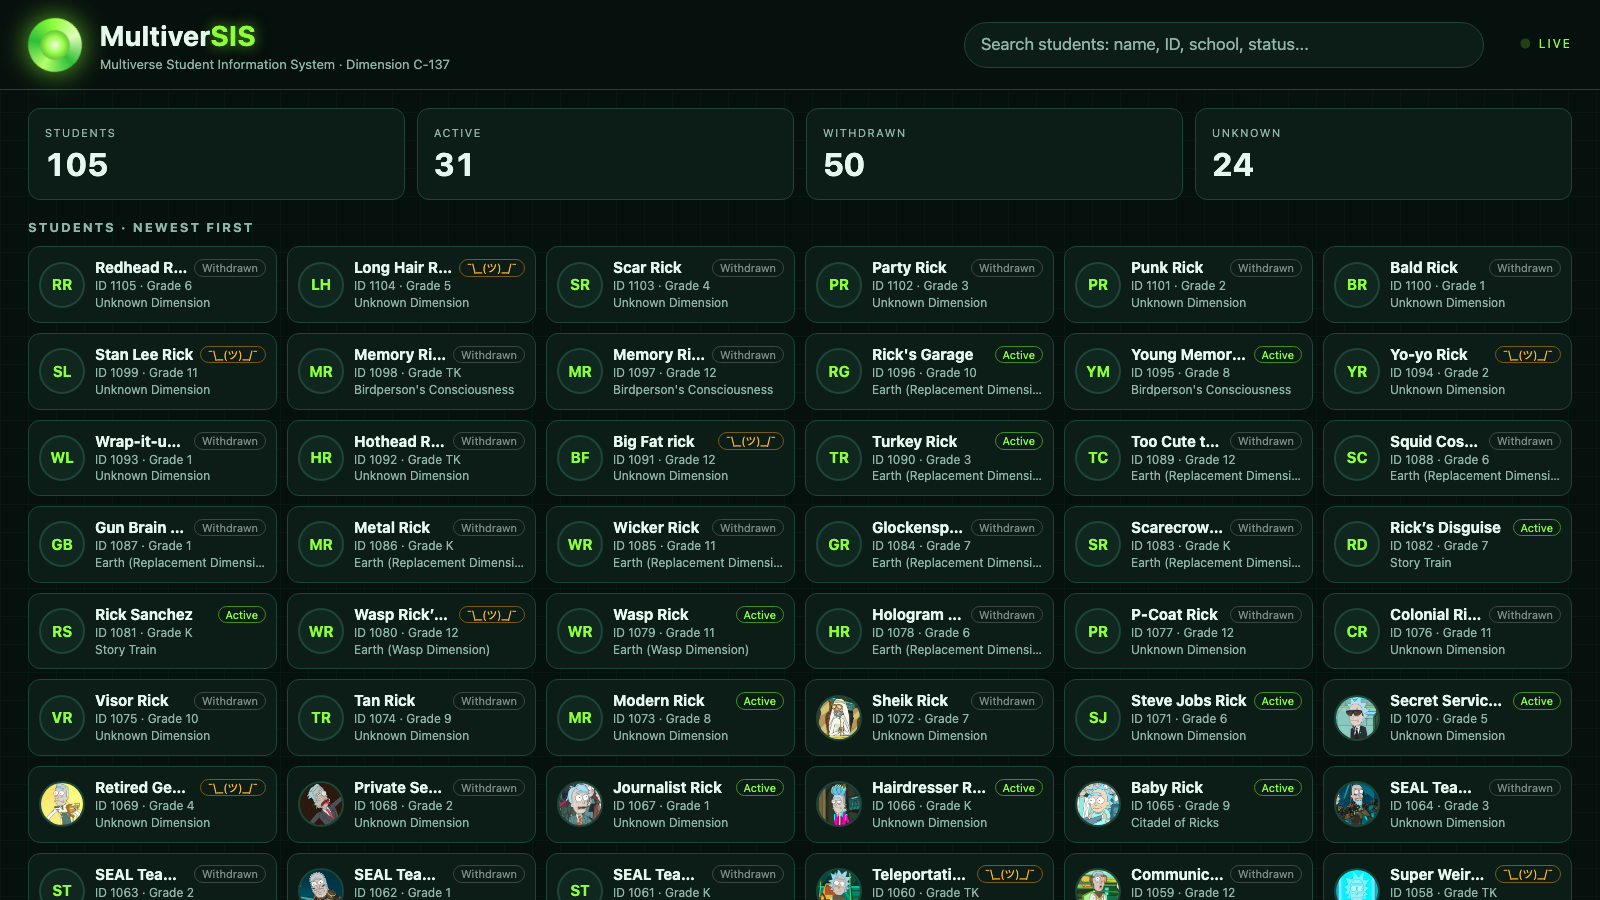 MultiverSIS
Multiverse Student Information System · Dimension C-137
Search students: name, ID, school, status...
LIVE
STUDENTS
105
ACTIVE
31
WITHDRAWN
50
UNKNOWN
24
STUDENTS · NEWEST FIRST
RR
Redhead R...
Withdrawn
ID 1105 · Grade 6
Unknown Dimension
LH
Long Hair R...
¯\_(ツ)_/¯
ID 1104 · Grade 5
Unknown Dimension
SR
Scar Rick
Withdrawn
ID 1103 · Grade 4
Unknown Dimension
PR
Party Rick
Withdrawn
ID 1102 · Grade 3
Unknown Dimension
PR
Punk Rick
Withdrawn
ID 1101 · Grade 2
Unknown Dimension
BR
Bald Rick
Withdrawn
ID 1100 · Grade 1
Unknown Dimension
SL
Stan Lee Rick
¯\_(ツ)_/¯
ID 1099 · Grade 11
Unknown Dimension
MR
Memory Ri...
Withdrawn
ID 1098 · Grade TK
Birdperson's Consciousness
MR
Memory Ri...
Withdrawn
ID 1097 · Grade 12
Birdperson's Consciousness
RG
Rick's Garage
Active
ID 1096 · Grade 10
Earth (Replacement Dimensi...
YM
Young Memor...
Active
ID 1095 · Grade 8
Birdperson's Consciousness
YR
Yo-yo Rick
¯\_(ツ)_/¯
ID 1094 · Grade 2
Unknown Dimension
WL
Wrap-it-u...
Withdrawn
ID 1093 · Grade 1
Unknown Dimension
HR
Hothead R...
Withdrawn
ID 1092 · Grade TK
Unknown Dimension
BF
Big Fat rick
¯\_(ツ)_/¯
ID 1091 · Grade 12
Unknown Dimension
TR
Turkey Rick
Active
ID 1090 · Grade 3
Earth (Replacement Dimensi...
TC
Too Cute t...
Withdrawn
ID 1089 · Grade 12
Earth (Replacement Dimensi...
SC
Squid Cos...
Withdrawn
ID 1088 · Grade 6
Earth (Replacement Dimensi...
GB
Gun Brain ...
Withdrawn
ID 1087 · Grade 1
Earth (Replacement Dimensi...
MR
Metal Rick
Withdrawn
ID 1086 · Grade K
Earth (Replacement Dimensi...
WR
Wicker Rick
Withdrawn
ID 1085 · Grade 11
Earth (Replacement Dimensi...
GR
Glockensp...
Withdrawn
ID 1084 · Grade 7
Earth (Replacement Dimensi...
SR
Scarecrow...
Withdrawn
ID 1083 · Grade K
Earth (Replacement Dimensi...
RD
Rick’s Disguise
Active
ID 1082 · Grade 7
Story Train
RS
Rick Sanchez
Active
ID 1081 · Grade K
Story Train
WR
Wasp Rick’...
¯\_(ツ)_/¯
ID 1080 · Grade 12
Earth (Wasp Dimension)
WR
Wasp Rick
Active
ID 1079 · Grade 11
Earth (Wasp Dimension)
HR
Hologram ...
Withdrawn
ID 1078 · Grade 6
Earth (Replacement Dimensi...
PR
P-Coat Rick
Withdrawn
ID 1077 · Grade 12
Unknown Dimension
CR
Colonial Ri...
Withdrawn
ID 1076 · Grade 11
Unknown Dimension
VR
Visor Rick
Withdrawn
ID 1075 · Grade 10
Unknown Dimension
TR
Tan Rick
Withdrawn
ID 1074 · Grade 9
Unknown Dimension
MR
Modern Rick
Active
ID 1073 · Grade 8
Unknown Dimension
Sheik Rick
Withdrawn
ID 1072 · Grade 7
Unknown Dimension
SJ
Steve Jobs Rick
Active
ID 1071 · Grade 6
Unknown Dimension
Secret Servic...
Active
ID 1070 · Grade 5
Unknown Dimension
Retired Ge...
¯\_(ツ)_/¯
ID 1069 · Grade 4
Unknown Dimension
Private Se...
Withdrawn
ID 1068 · Grade 2
Unknown Dimension
Journalist Rick
Active
ID 1067 · Grade 1
Unknown Dimension
Hairdresser R...
Active
ID 1066 · Grade K
Unknown Dimension
Baby Rick
Active
ID 1065 · Grade 9
Citadel of Ricks
SEAL Tea...
Withdrawn
ID 1064 · Grade 3
Unknown Dimension
ST
SEAL Tea...
Withdrawn
ID 1063 · Grade 2
SEAL Tea...
Withdrawn
ID 1062 · Grade 1
ST
SEAL Tea...
Withdrawn
ID 1061 · Grade K
Teleportati...
¯\_(ツ)_/¯
ID 1060 · Grade TK
Communic...
Withdrawn
ID 1059 · Grade 12
Super Weir...
¯\_(ツ)_/¯
ID 1058 · Grade TK